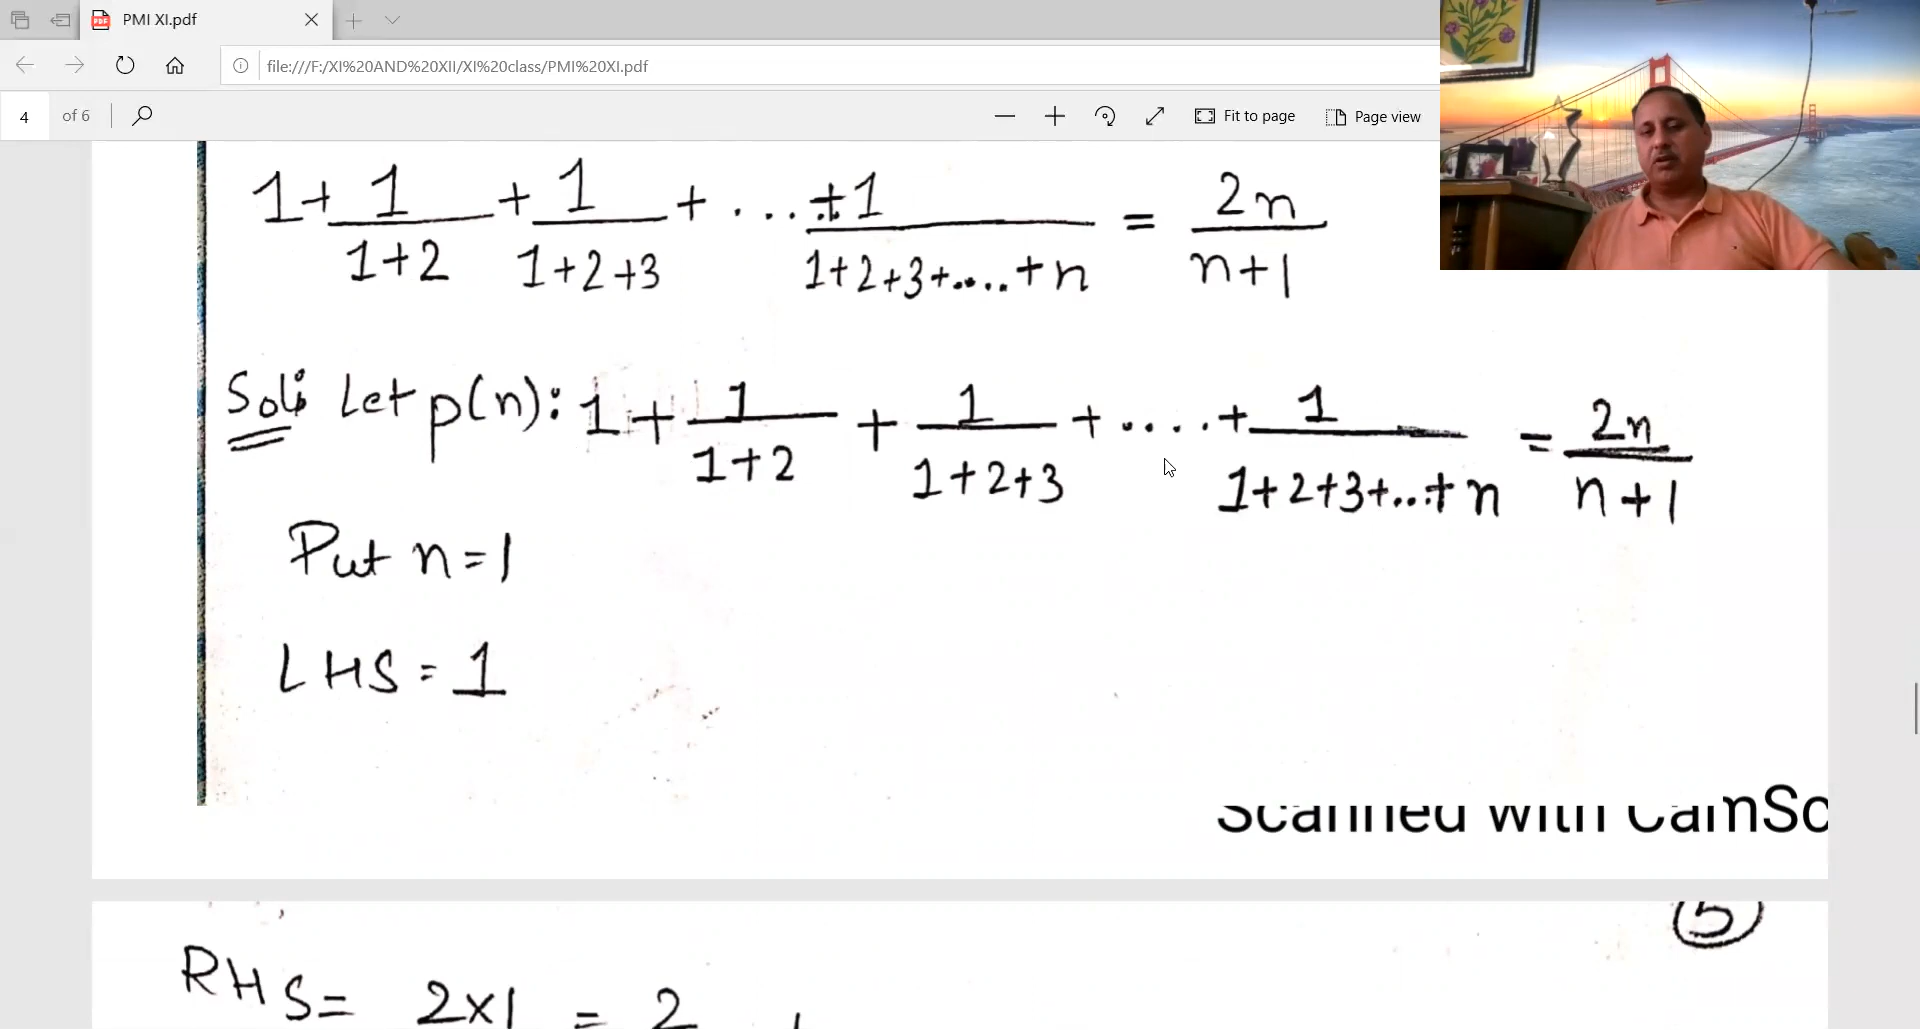 PMI XI.pdf
file:///F:/XI%20AND%20XII/XI%20class/PMI%20XI.pdf
4 of 6
Fit to page
Page view
1 + 1/(1+2) + 1/(1+2+3) + ....+ 1/(1+2+3+.....+n) = 2n/(n+1)
Sol: Let p(n): 1 + 1/(1+2) + 1/(1+2+3) + ....+ 1/(1+2+3+...+n) = 2n/(n+1)
Put n=1
LHS = 1
Scanned with CamSc
5
RHS = 2×1 = 2